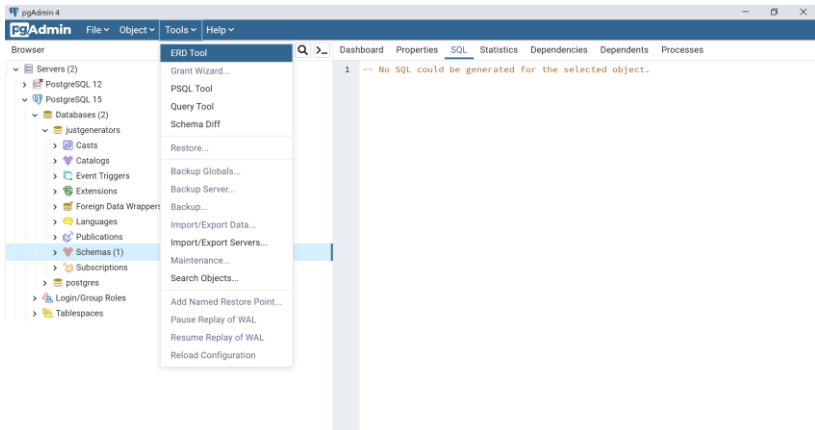 pgAdmin 4
pgAdmin File Object Tools Help
Browser
Servers (2)
PostgreSQL 12
PostgreSQL 15
Databases (2)
justgenerators
Casts
Catalogs
Event Triggers
Extensions
Foreign Data Wrappers
Languages
Publications
Schemas (1)
Subscriptions
postgres
Login/Group Roles
Tablespaces
ERD Tool
Grant Wizard...
PSQL Tool
Query Tool
Schema Diff
Restore...
Backup Globals...
Backup Server...
Backup...
Import/Export Data...
Import/Export Servers...
Maintenance...
Search Objects...
Add Named Restore Point...
Pause Replay of WAL
Resume Replay of WAL
Reload Configuration
Dashboard Properties SQL Statistics Dependencies Dependents Processes
1 -- No SQL could be generated for the selected object.